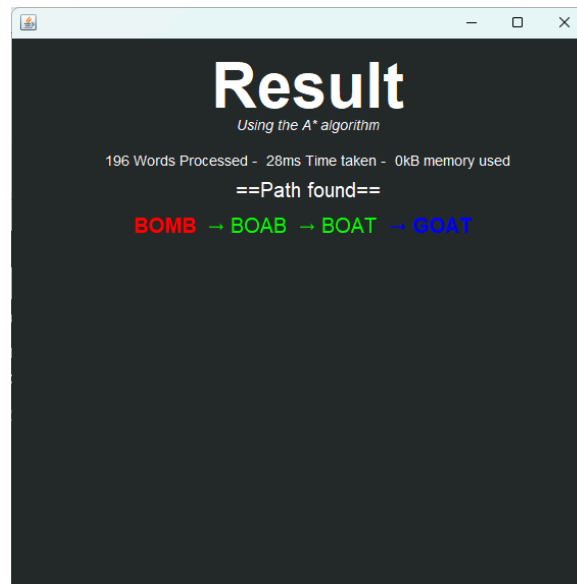 Result
Using the A* algorithm
196 Words Processed - 28ms Time taken - 0kB memory used
==Path found==
BOMB → BOAB → BOAT → GOAT